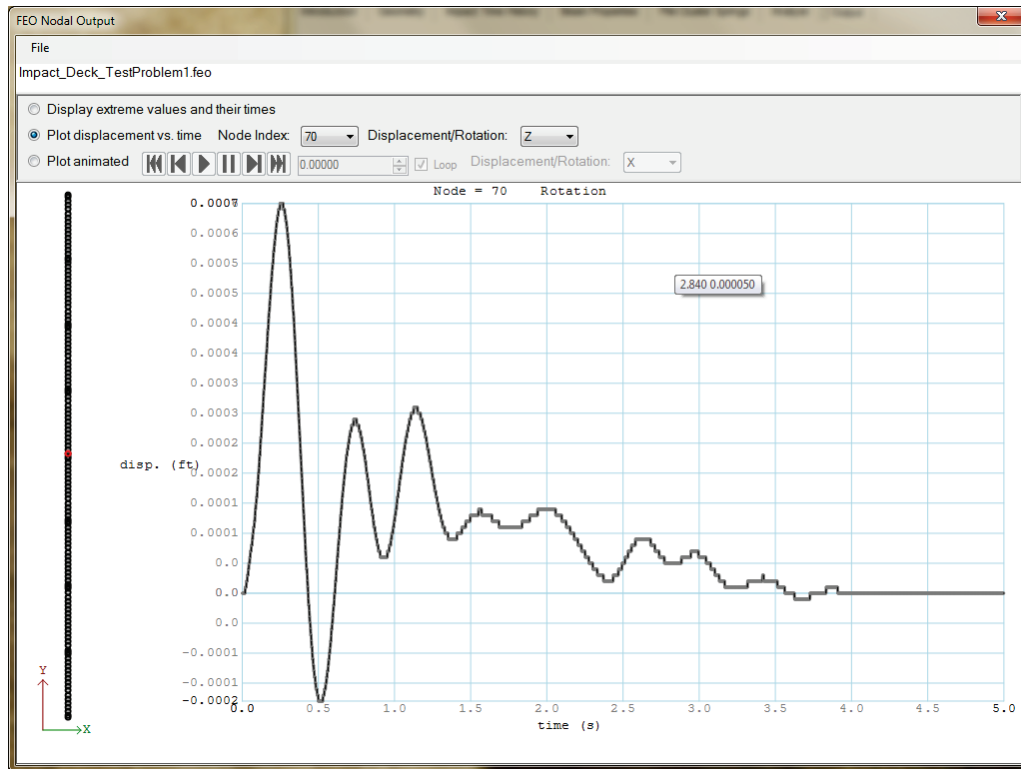 FEO Nodal Output
File
Impact_Deck_TestProblem1.feo
Display extreme values and their times
Plot displacement vs. time Node Index: 70 Displacement/Rotation: Z
Plot animated 0.00000 Loop Displacement/Rotation: X
Node = 70 Rotation
0.0007
0.0006
0.0005
0.0005
0.0004
0.0004
0.0003
0.0003
0.0002
disp. (ft)
0.0002
0.0001
0.0001
0.0
0.0
0.0
-0.0001
-0.0001
-0.0002
2.840 0.000050
0.0 0.5 1.0 1.5 2.0 2.5 3.0 3.5 4.0 4.5 5.0
time (s)
Y
X